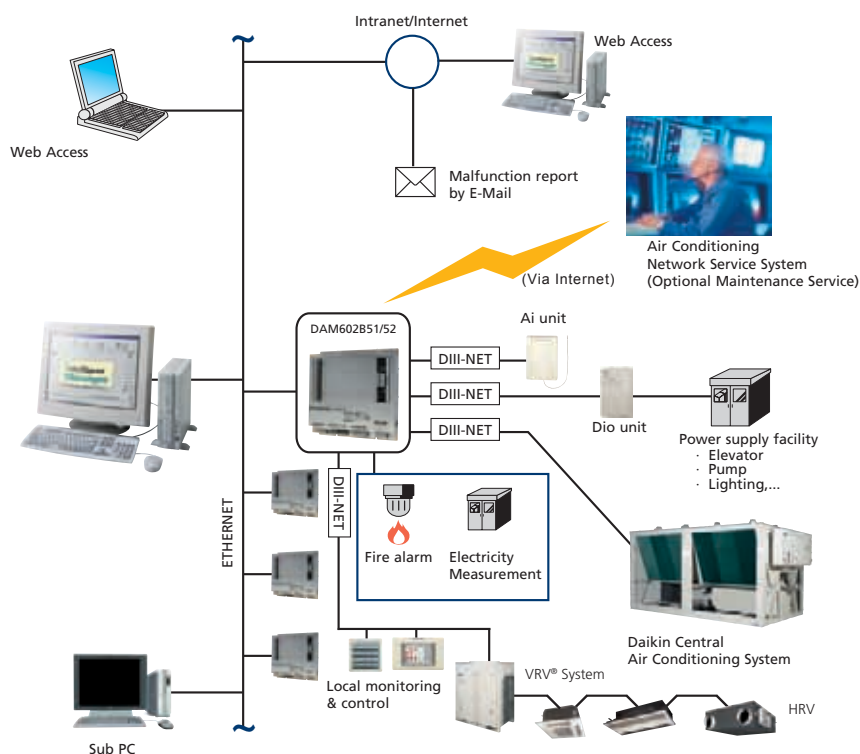 Intranet/Internet
Web Access
Web Access
Malfunction report
by E-Mail
Air Conditioning
Network Service System
(Optional Maintenance Service)
(Via Internet)
DAM602B51/52
Ai unit
DIII-NET
DIII-NET
DIII-NET
Dio unit
Power supply facility
· Elevator
· Pump
· Lighting,...
DIII-NET
ETHERNET
Fire alarm
Electricity
Measurement
Daikin Central
Air Conditioning System
Local monitoring
& control
VRV® System
HRV
Sub PC